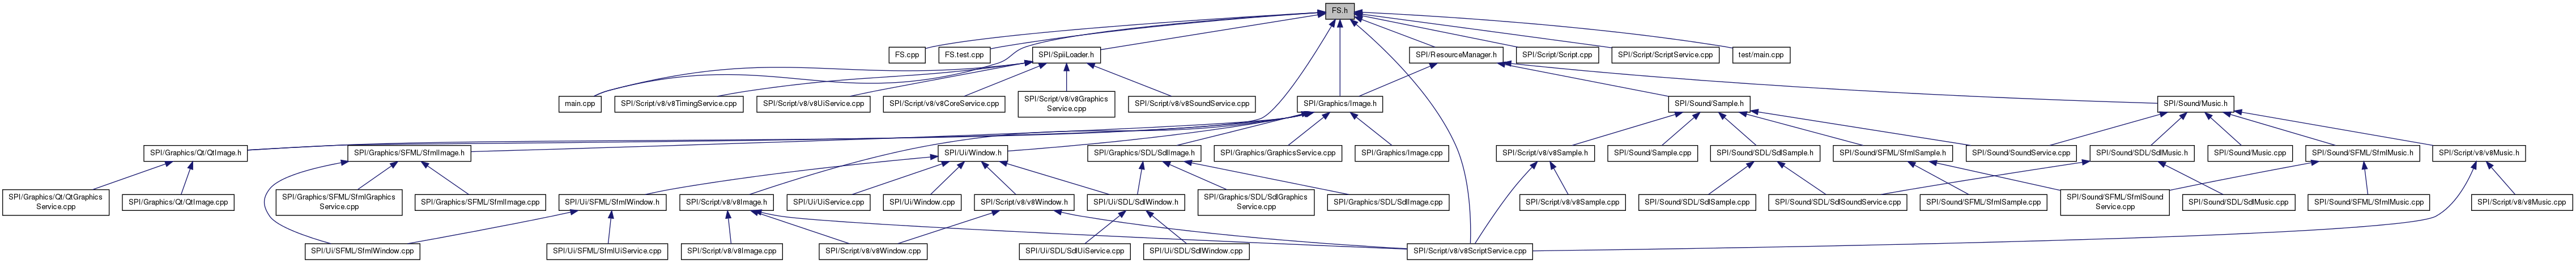 FS.h
FS.cpp
FS.test.cpp
SPI/SpiiLoader.h
SPI/ResourceManager.h
SPI/Script/Script.cpp
SPI/Script/ScriptService.cpp
test/main.cpp
main.cpp
SPI/Script/v8/v8TimingService.cpp
SPI/Script/v8/v8UiService.cpp
SPI/Script/v8/v8CoreService.cpp
SPI/Script/v8/v8Graphics
Service.cpp
SPI/Script/v8/v8SoundService.cpp
SPI/Graphics/Image.h
SPI/Sound/Sample.h
SPI/Sound/Music.h
SPI/Graphics/Qt/QtImage.h
SPI/Graphics/SFML/SfmlImage.h
SPI/Ui/Window.h
SPI/Graphics/SDL/SdlImage.h
SPI/Graphics/GraphicsService.cpp
SPI/Graphics/Image.cpp
SPI/Script/v8/v8Sample.h
SPI/Sound/Sample.cpp
SPI/Sound/SDL/SdlSample.h
SPI/Sound/SFML/SfmlSample.h
SPI/Sound/SoundService.cpp
SPI/Sound/SDL/SdlMusic.h
SPI/Sound/Music.cpp
SPI/Sound/SFML/SfmlMusic.h
SPI/Script/v8/v8Music.h
SPI/Graphics/Qt/QtGraphics
Service.cpp
SPI/Graphics/Qt/QtImage.cpp
SPI/Graphics/SFML/SfmlGraphics
Service.cpp
SPI/Graphics/SFML/SfmlImage.cpp
SPI/Ui/SFML/SfmlWindow.h
SPI/Script/v8/v8Image.h
SPI/Ui/UiService.cpp
SPI/Ui/Window.cpp
SPI/Script/v8/v8Window.h
SPI/Ui/SDL/SdlWindow.h
SPI/Graphics/SDL/SdlGraphics
Service.cpp
SPI/Graphics/SDL/SdlImage.cpp
SPI/Script/v8/v8Sample.cpp
SPI/Sound/SDL/SdlSample.cpp
SPI/Sound/SDL/SdlSoundService.cpp
SPI/Sound/SFML/SfmlSample.cpp
SPI/Sound/SFML/SfmlSound
Service.cpp
SPI/Sound/SDL/SdlMusic.cpp
SPI/Sound/SFML/SfmlMusic.cpp
SPI/Script/v8/v8Music.cpp
SPI/Ui/SFML/SfmlWindow.cpp
SPI/Ui/SFML/SfmlUiService.cpp
SPI/Script/v8/v8Image.cpp
SPI/Script/v8/v8Window.cpp
SPI/Ui/SDL/SdlUiService.cpp
SPI/Ui/SDL/SdlWindow.cpp
SPI/Script/v8/v8ScriptService.cpp